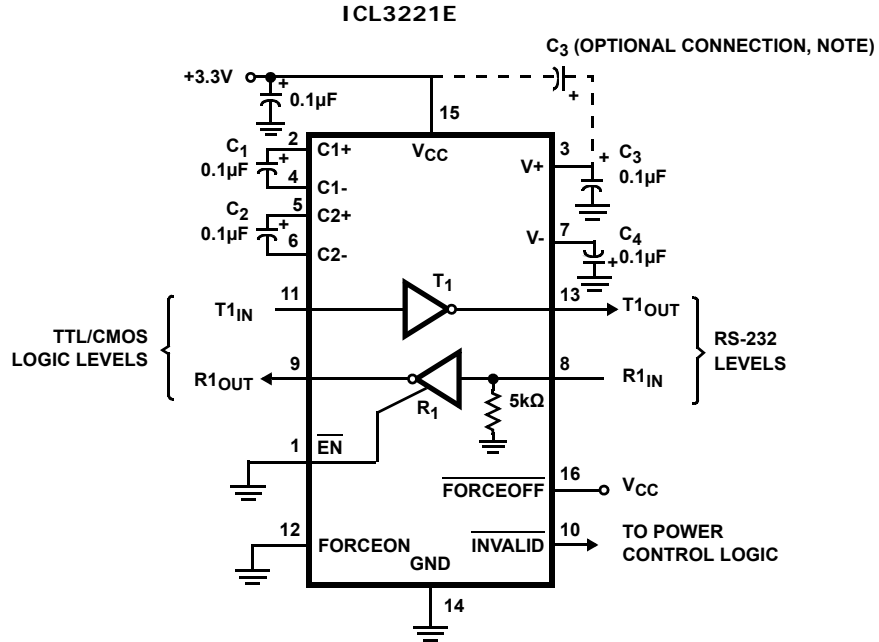 ICL3221E
C3 (OPTIONAL CONNECTION, NOTE)
+3.3V
+
0.1µF
+
15
C1
0.1µF
+
2
C1+
VCC
3
V+
+
C3
0.1µF
4
C1-
C2
0.1µF
+
5
C2+
6
C2-
7
V-
C4
0.1µF
+
T1
T1IN
11
13
T1OUT
TTL/CMOS
LOGIC LEVELS
RS-232
LEVELS
R1OUT
9
R1
5kΩ
8
R1IN
1
EN
16
FORCEOFF
VCC
12
FORCEON
10
INVALID
TO POWER
CONTROL LOGIC
GND
14